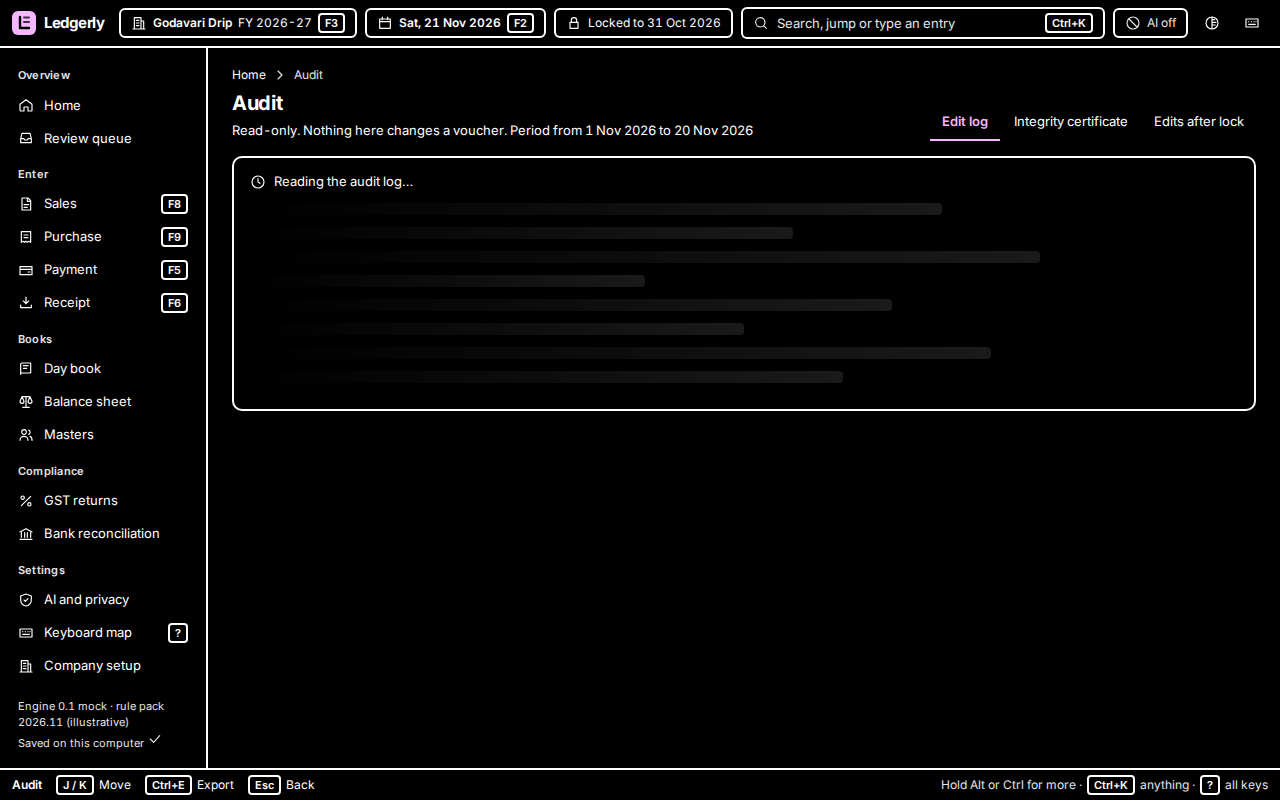 Ledgerly
Godavari Drip FY 2026-27 F3
Sat, 21 Nov 2026 F2
Locked to 31 Oct 2026
Search, jump or type an entry Ctrl+K
AI off
Overview
Home
Review queue
Enter
Sales F8
Purchase F9
Payment F5
Receipt F6
Books
Day book
Balance sheet
Masters
Compliance
GST returns
Bank reconciliation
Settings
AI and privacy
Keyboard map ?
Company setup
Engine 0.1 mock · rule pack
2026.11 (illustrative)
Saved on this computer
Home > Audit
Audit
Read-only. Nothing here changes a voucher. Period from 1 Nov 2026 to 20 Nov 2026
Edit log
Integrity certificate
Edits after lock
Reading the audit log...
Audit J / K Move Ctrl+E Export Esc Back
Hold Alt or Ctrl for more · Ctrl+K anything · ? all keys